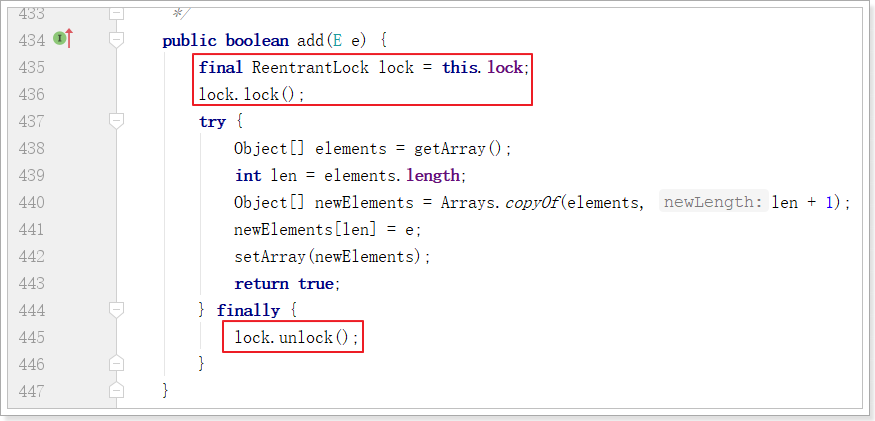 433 */
434 public boolean add(E e) {
435 final ReentrantLock lock = this.lock;
436 lock.lock();
437 try {
438 Object[] elements = getArray();
439 int len = elements.length;
440 Object[] newElements = Arrays.copyOf(elements, newLength: len + 1);
441 newElements[len] = e;
442 setArray(newElements);
443 return true;
444 } finally {
445 lock.unlock();
446 }
447 }